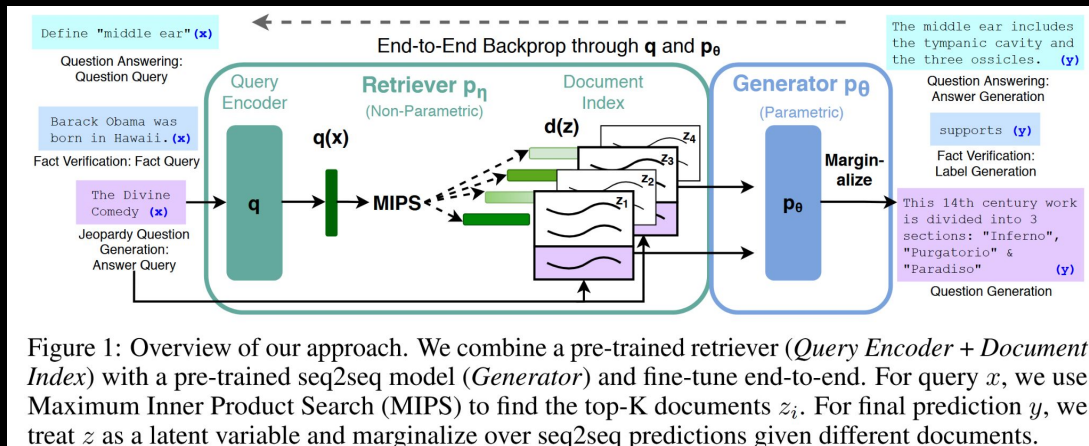 Define "middle ear" (x)
Question Answering:
Question Query
Barack Obama was
born in Hawaii. (x)
Fact Verification: Fact Query
The Divine
Comedy (x)
Jeopardy Question
Generation:
Answer Query
End-to-End Backprop through q and pθ
Query
Encoder
Retriever pη
(Non-Parametric)
Document
Index
q
q(x)
MIPS
d(z)
z4
z3
z2
z1
Generator pθ
(Parametric)
pθ
Margin-
alize
The middle ear includes
the tympanic cavity and
the three ossicles. (y)
Question Answering:
Answer Generation
supports (y)
Fact Verification:
Label Generation
This 14th century work
is divided into 3
sections: "Inferno",
"Purgatorio" &
"Paradiso" (y)
Question Generation
Figure 1: Overview of our approach. We combine a pre-trained retriever (Query Encoder + Document
Index) with a pre-trained seq2seq model (Generator) and fine-tune end-to-end. For query x, we use
Maximum Inner Product Search (MIPS) to find the top-K documents zi. For final prediction y, we
treat z as a latent variable and marginalize over seq2seq predictions given different documents.